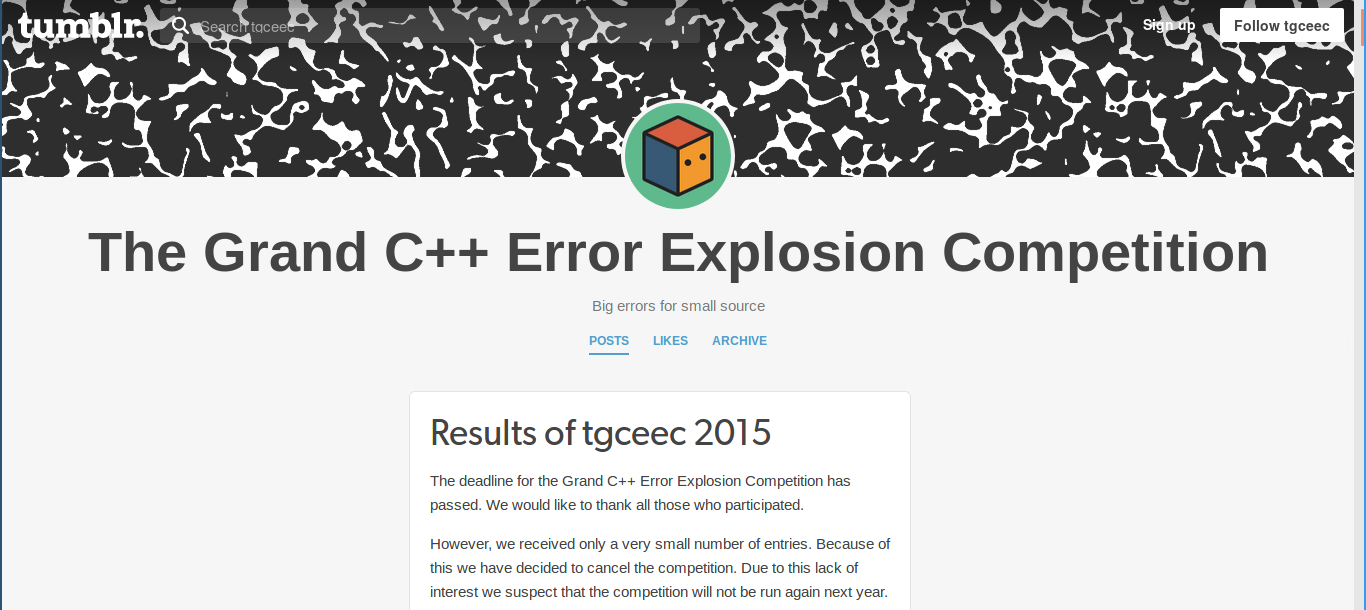 tumblr.
Search tgceec
Sign up
Follow tgceec
The Grand C++ Error Explosion Competition
Big errors for small source
POSTS
LIKES
ARCHIVE
Results of tgceec 2015
The deadline for the Grand C++ Error Explosion Competition has
passed. We would like to thank all those who participated.
However, we received only a very small number of entries. Because of
this we have decided to cancel the competition. Due to this lack of
interest we suspect that the competition will not be run again next year.